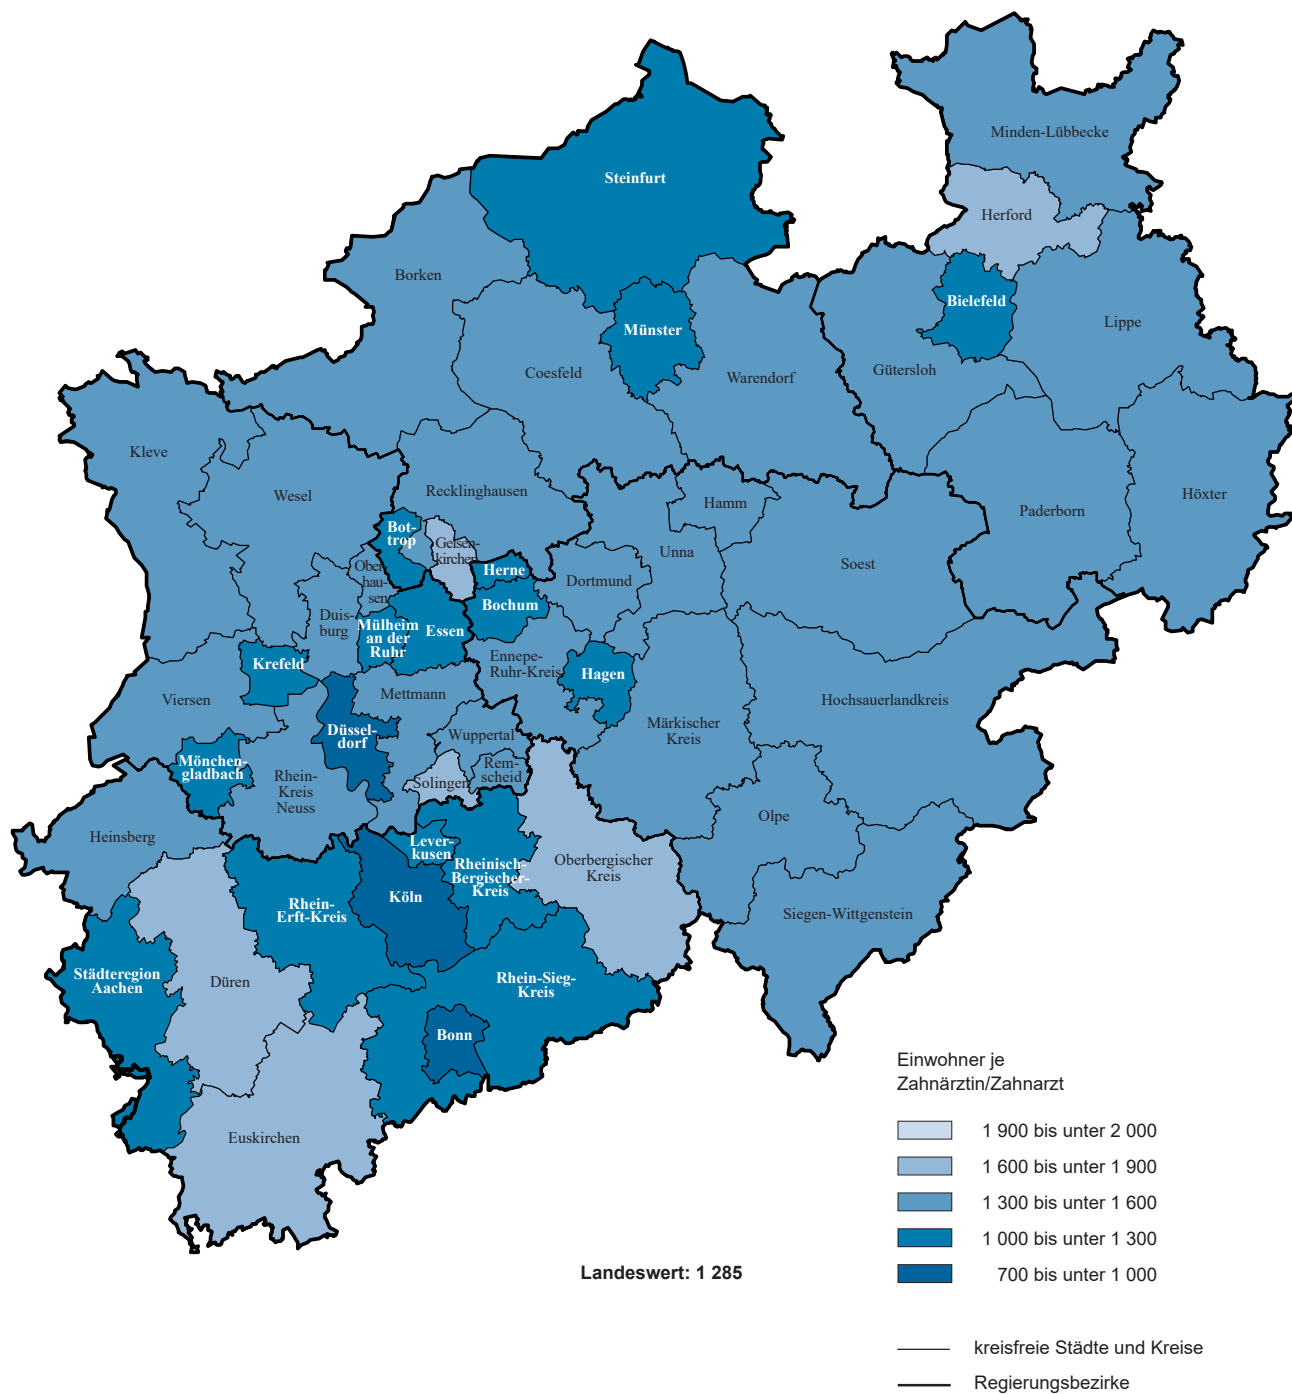 Minden-Lübbecke
Steinfurt
Herford
Borken
Bielefeld
Lippe
Münster
Coesfeld
Warendorf
Gütersloh
Kleve
Wesel
Recklinghausen
Hamm
Höxter
Paderborn
Bot-
trop
Gelsen-
kirchen
Unna
Soest
Ober-
hau-
sen
Herne
Dortmund
Bochum
Duis-
burg
Mülheim
an der
Ruhr
Essen
Ennepe-
Ruhr-Kreis
Krefeld
Hagen
Viersen
Mettmann
Hochsauerlandkreis
Düssel-
dorf
Wuppertal
Märkischer
Kreis
Mönchen-
gladbach
Rhein-
Kreis
Neuss
Solingen
Rem-
scheid
Heinsberg
Olpe
Lever-
kusen
Rheinisch-
Bergischer-
Kreis
Oberbergischer
Kreis
Rhein-
Erft-Kreis
Köln
Siegen-Wittgenstein
Städteregion
Aachen
Düren
Rhein-Sieg-
Kreis
Bonn
Euskirchen
Einwohner je
Zahnärztin/Zahnarzt
1 900 bis unter 2 000
1 600 bis unter 1 900
1 300 bis unter 1 600
1 000 bis unter 1 300
700 bis unter 1 000
Landeswert: 1 285
kreisfreie Städte und Kreise
Regierungsbezirke